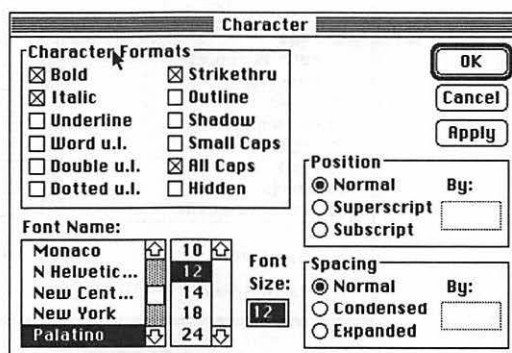 Character
Character Formats
Bold
Strikethru
Italic
Outline
Underline
Shadow
Word u.l.
Small Caps
Double u.l.
All Caps
Dotted u.l.
Hidden
OK
Cancel
Apply
Position
Normal
By:
Superscript
Subscript
Font Name:
Monaco
N Helvetic...
New Cent...
New York
Palatino
10
12
14
18
24
Font
Size:
12
Spacing
Normal
By:
Condensed
Expanded